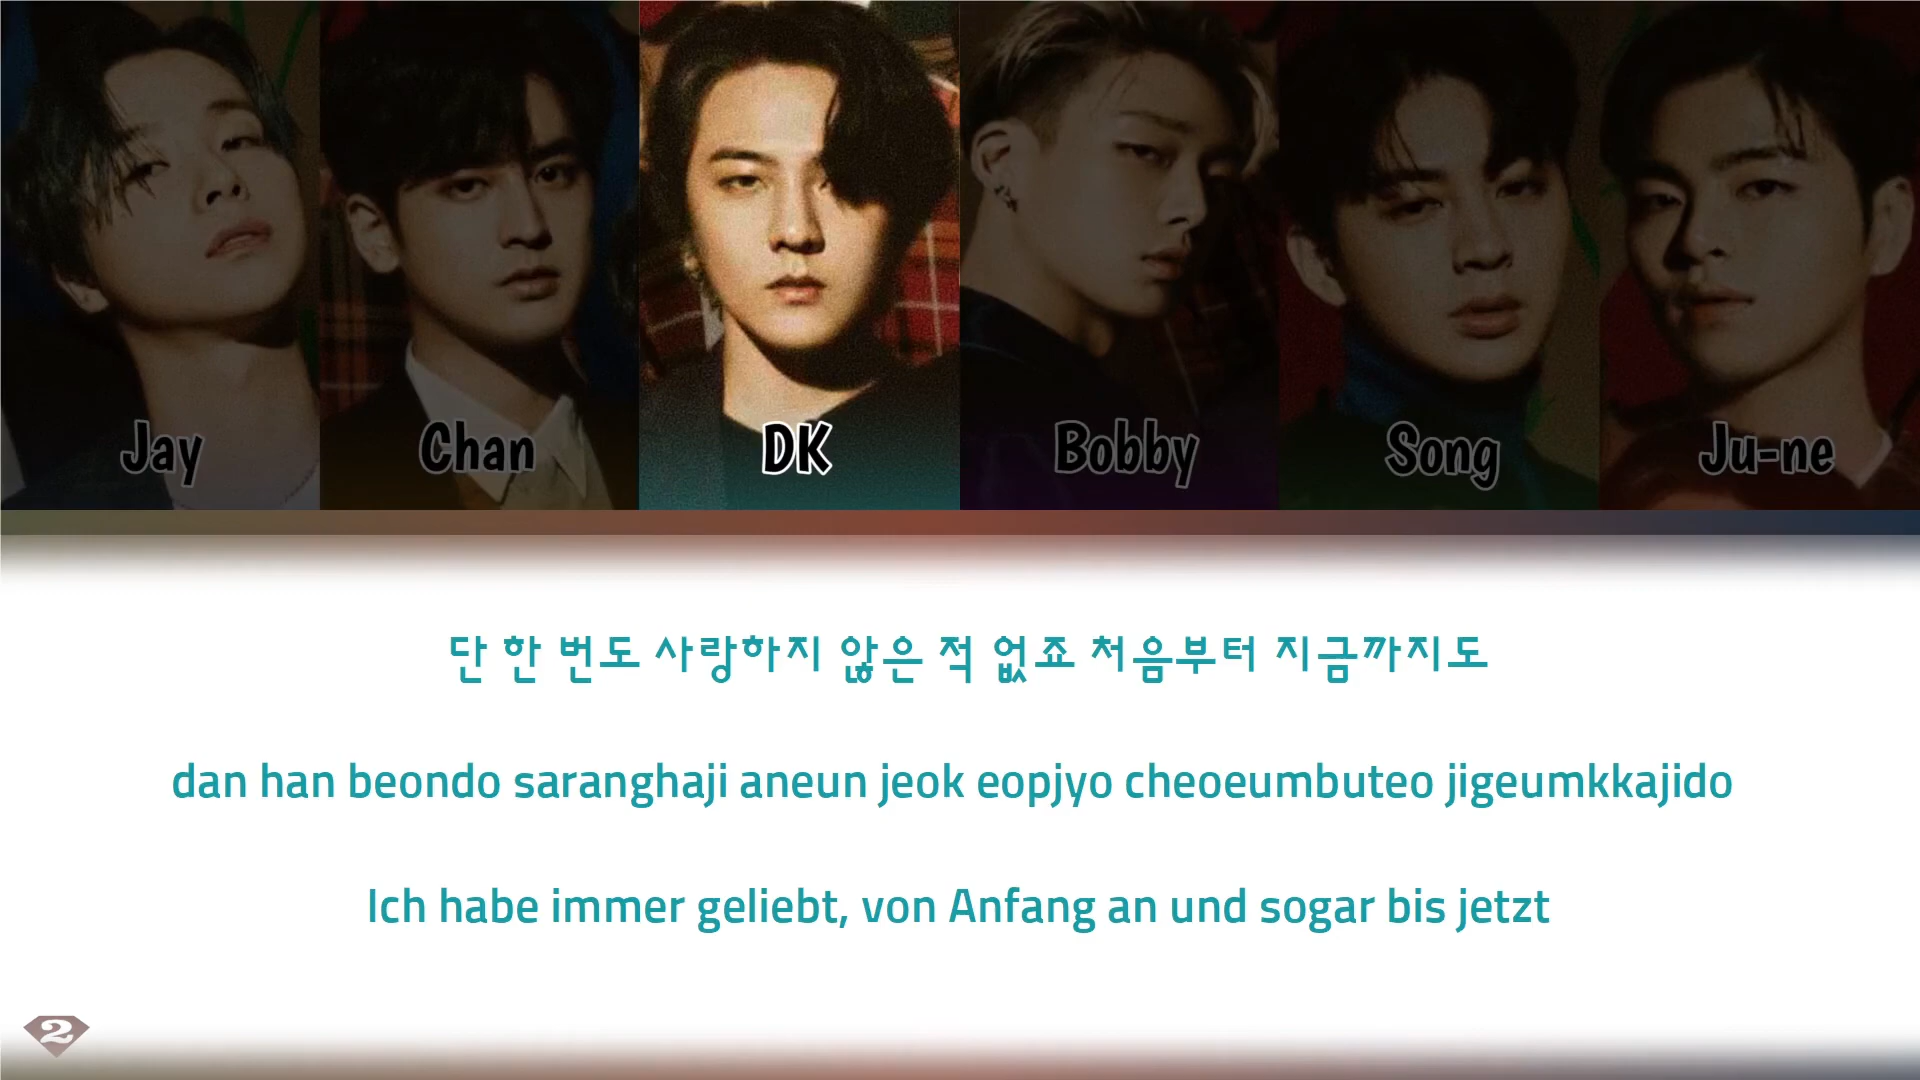 Jay Chan DK Bobby Song Ju-ne
단 한 번도 사랑하지 않은 적 없죠 처음부터 지금까지도
dan han beondo saranghaji aneun jeok eopjyo cheoeumbuteo jigeumkkajido
Ich habe immer geliebt, von Anfang an und sogar bis jetzt
2